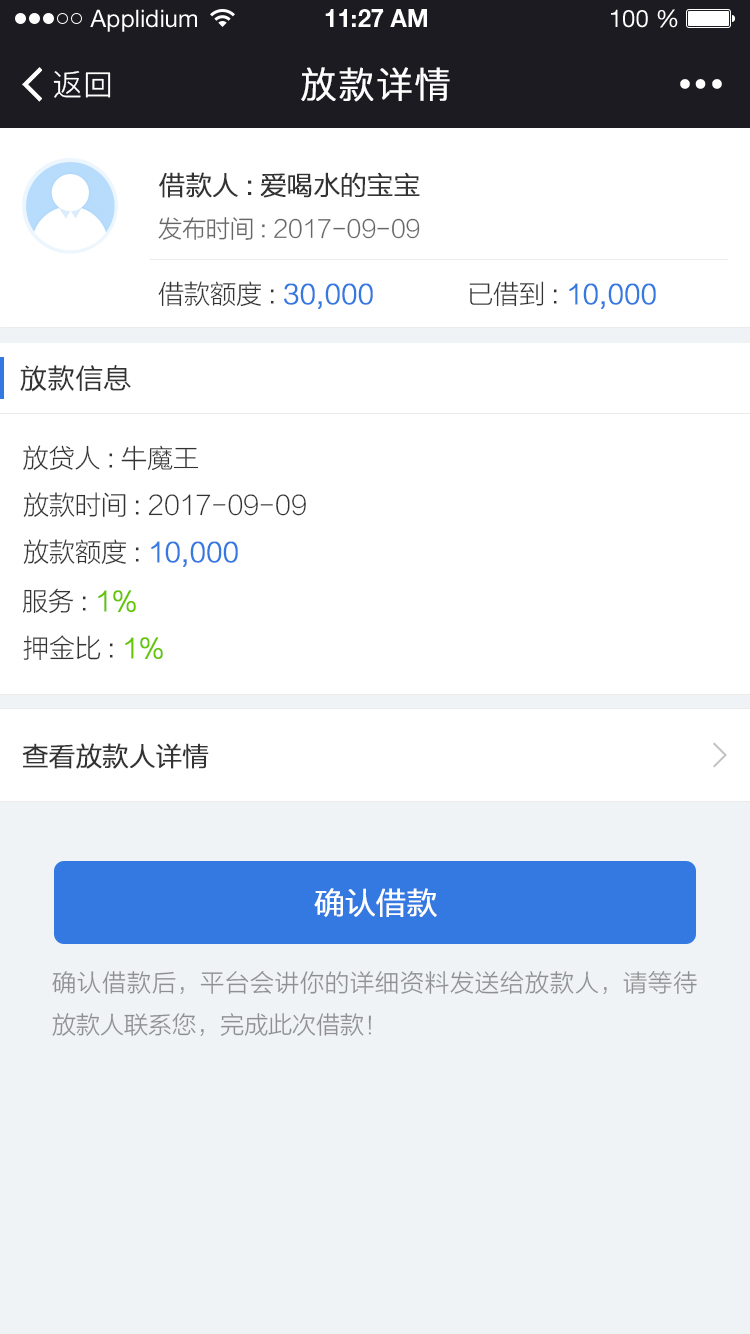 Applidium 11:27 AM 100 %
返回 放款详情
借款人 : 爱喝水的宝宝
发布时间 : 2017-09-09
借款额度 : 30,000 已借到 : 10,000
放款信息
放贷人 : 牛魔王
放款时间 : 2017-09-09
放款额度 : 10,000
服务 : 1%
押金比 : 1%
查看放款人详情
确认借款
确认借款后，平台会讲你的详细资料发送给放款人，请等待
放款人联系您，完成此次借款！